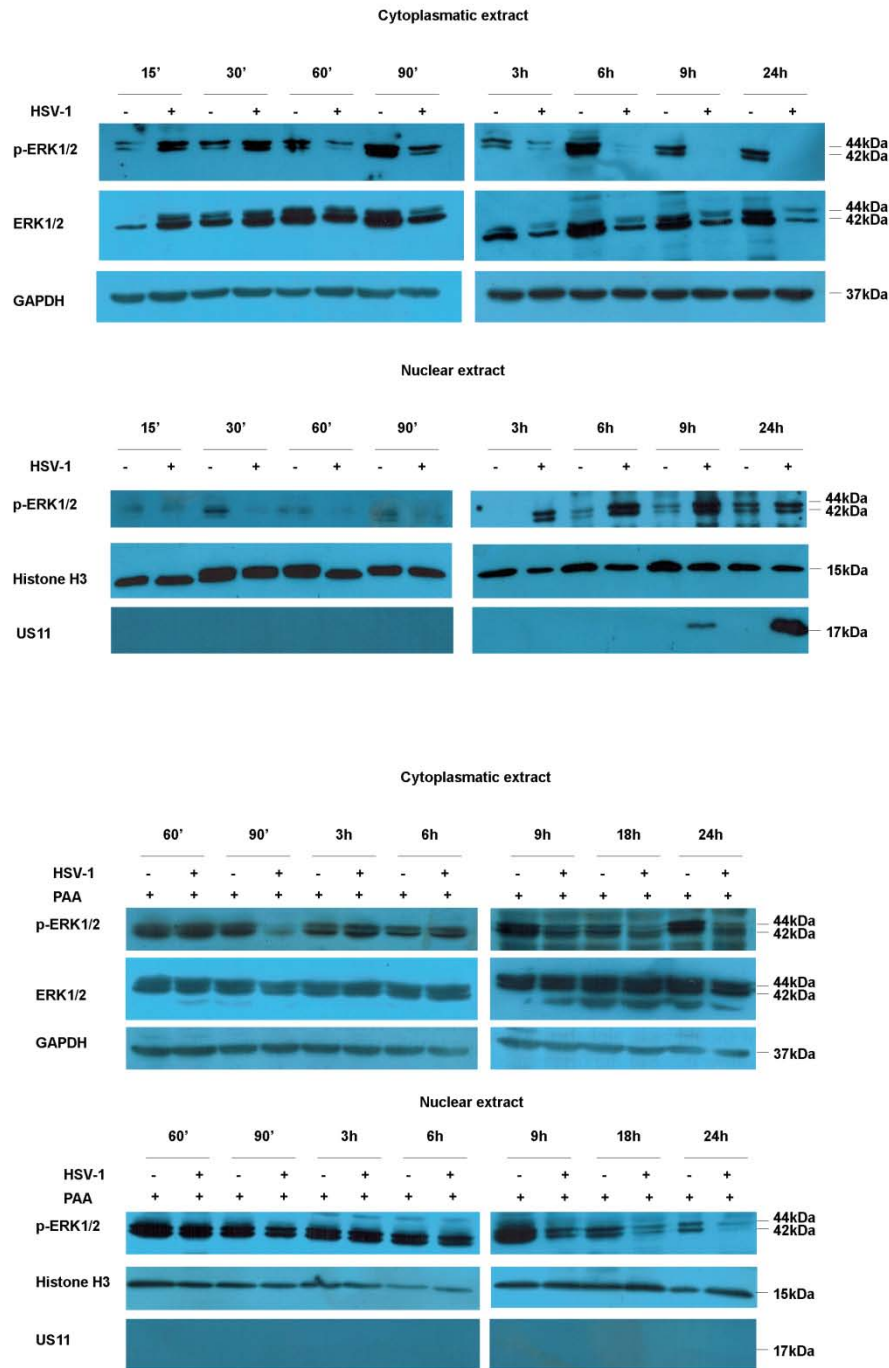 Cytoplasmatic extract
15' 30' 60' 90' 3h 6h 9h 24h
HSV-1 - + - + - + - + - + - + - + - +
p-ERK1/2 44kDa
42kDa
ERK1/2 44kDa
42kDa
GAPDH 37kDa
Nuclear extract
15' 30' 60' 90' 3h 6h 9h 24h
HSV-1 - + - + - + - + - + - + - + - +
p-ERK1/2 44kDa
42kDa
Histone H3 15kDa
US11 17kDa
Cytoplasmatic extract
60' 90' 3h 6h 9h 18h 24h
HSV-1 - + - + - + - + - + - + - +
PAA + + + + + + + + + + + + + +
p-ERK1/2 44kDa
42kDa
ERK1/2 44kDa
42kDa
GAPDH 37kDa
Nuclear extract
60' 90' 3h 6h 9h 18h 24h
HSV-1 - + - + - + - + - + - + - +
PAA + + + + + + + + + + + + + +
p-ERK1/2 44kDa
42kDa
Histone H3 15kDa
US11 17kDa